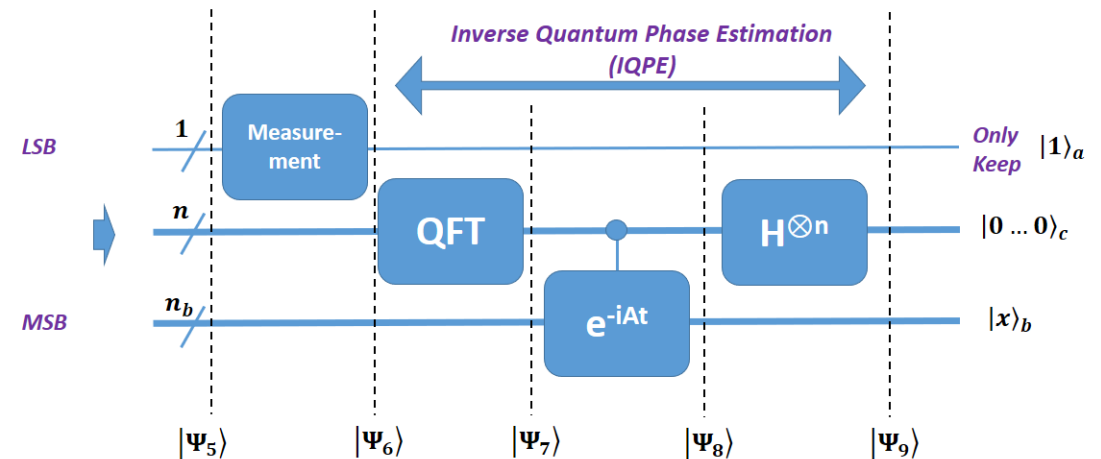 Inverse Quantum Phase Estimation
(IQPE)
LSB
1
Measure-
ment
Only
Keep
|1⟩ₐ
n
QFT
H⊗n
|0 … 0⟩c
MSB
nb
e-iAt
|x⟩b
|Ψ5⟩
|Ψ6⟩
|Ψ7⟩
|Ψ8⟩
|Ψ9⟩